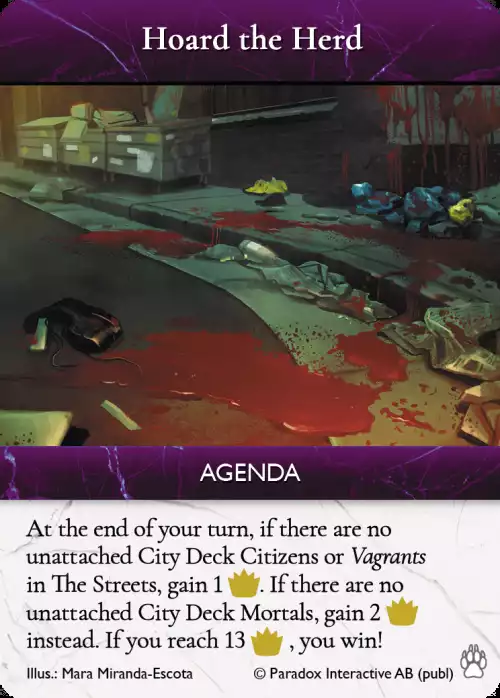 Hoard the Herd
AGENDA
At the end of your turn, if there are no
unattached City Deck Citizens or Vagrants
in The Streets, gain 1 . If there are no
unattached City Deck Mortals, gain 2
instead. If you reach 13 , you win!
Illus.: Mara Miranda-Escota © Paradox Interactive AB (publ)